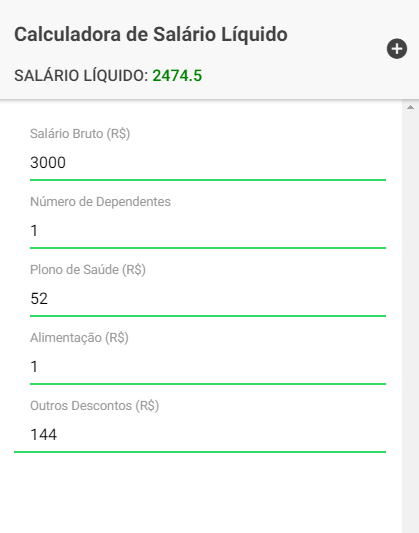 Calculadora de Salário Líquido
SALÁRIO LÍQUIDO: 2474.5
Salário Bruto (R$)
3000
Número de Dependentes
1
Plono de Saúde (R$)
52
Alimentação (R$)
1
Outros Descontos (R$)
144